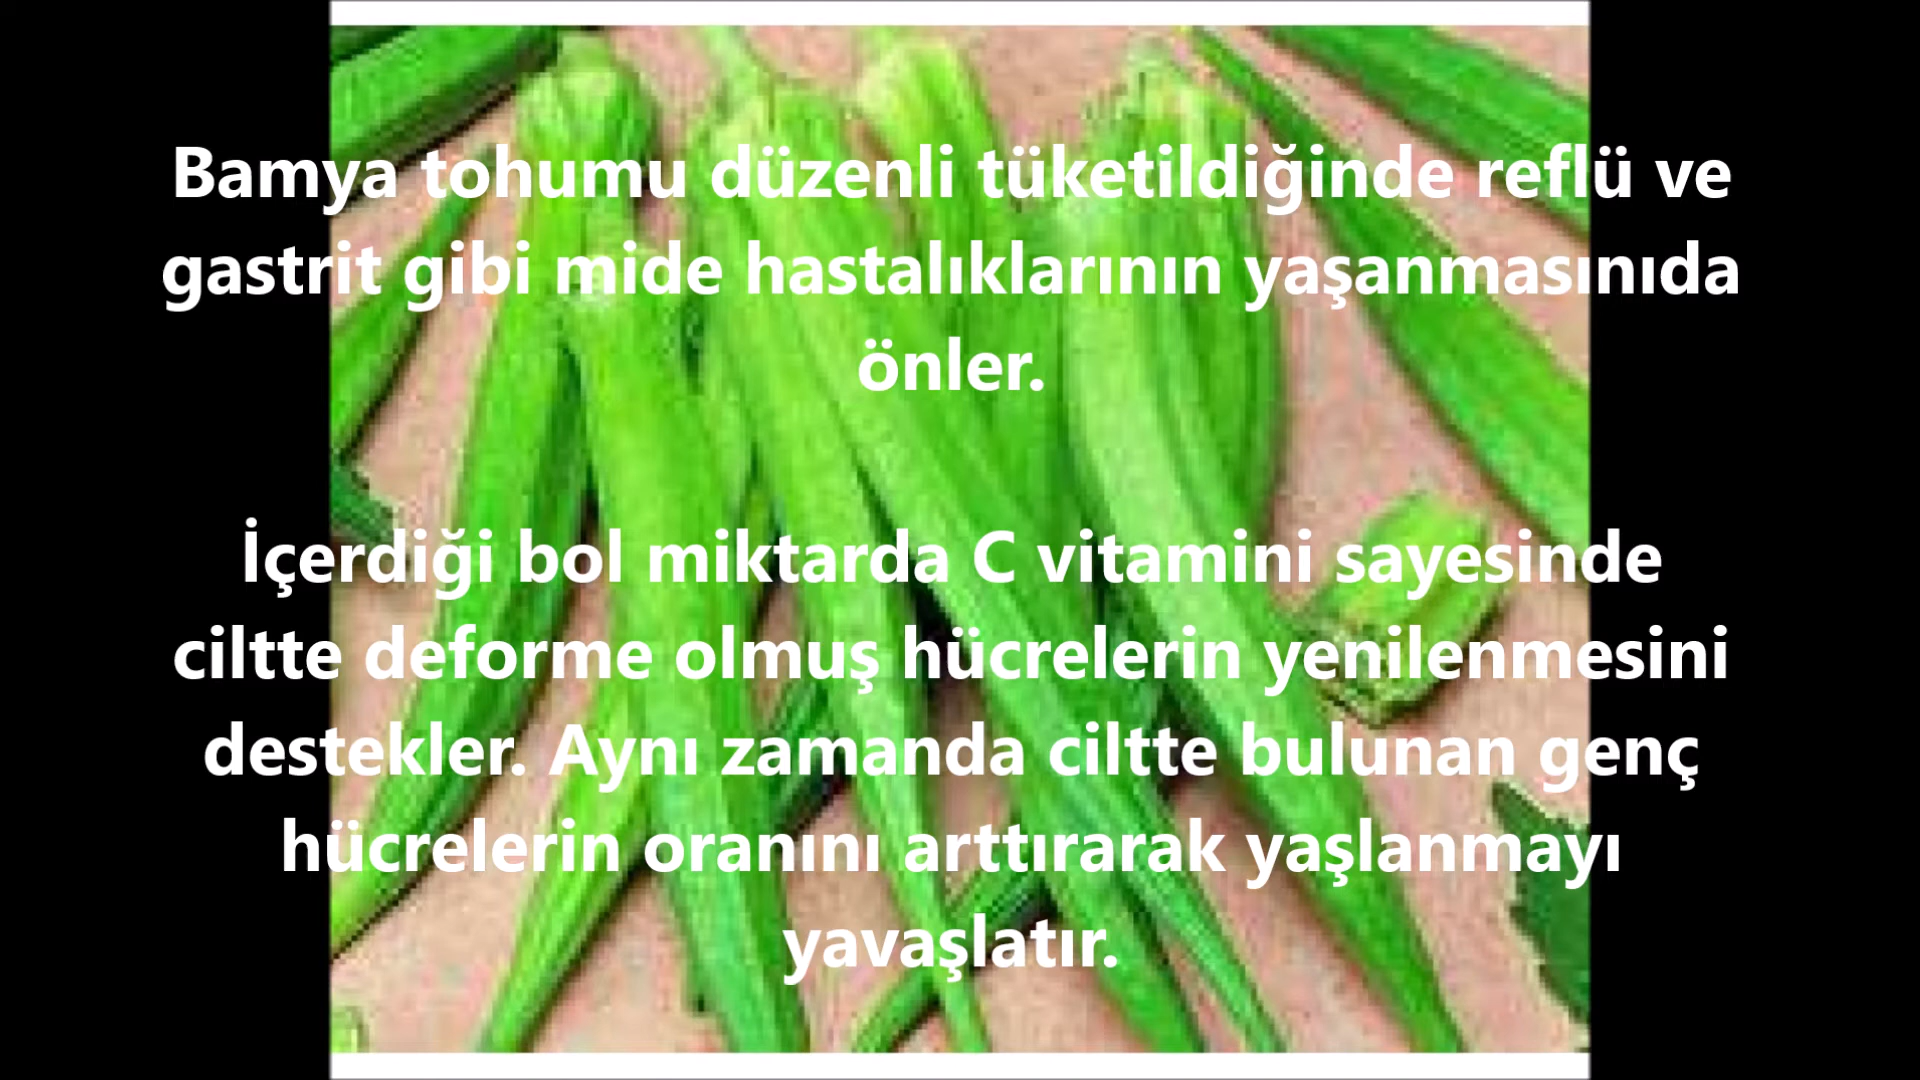 Bamya tohumu düzenli tüketildiğinde reflü ve
gastrit gibi mide hastalıklarının yaşanmasınıda
önler.
İçerdiği bol miktarda C vitamini sayesinde
ciltte deforme olmuş hücrelerin yenilenmesini
destekler. Aynı zamanda ciltte bulunan genç
hücrelerin oranını arttırarak yaşlanmayı
yavaşlatır.